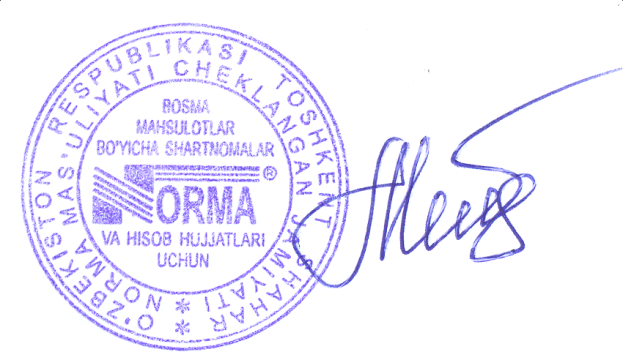 O'ZBEKISTON RESPUBLIKASI TOSHKENT SHAHAR
NORMA MAS'ULIYATI CHEKLANGAN JAMIYATI
BOSMA
MAHSULOTLAR
BO'YICHA SHARTNOMALAR
NORMA®
VA HISOB HUJJATLARI
UCHUN